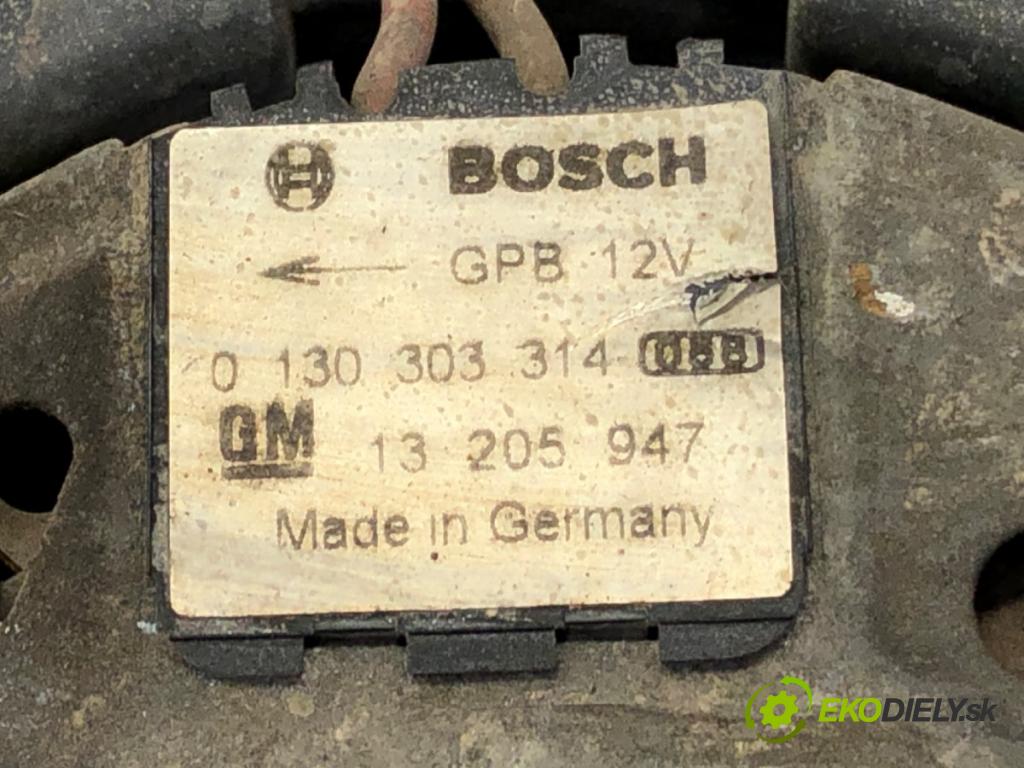 BOSCH
GPB 12V
0 130 303 314
GM 13 205 947
Made in Germany
EKODIELY.sk